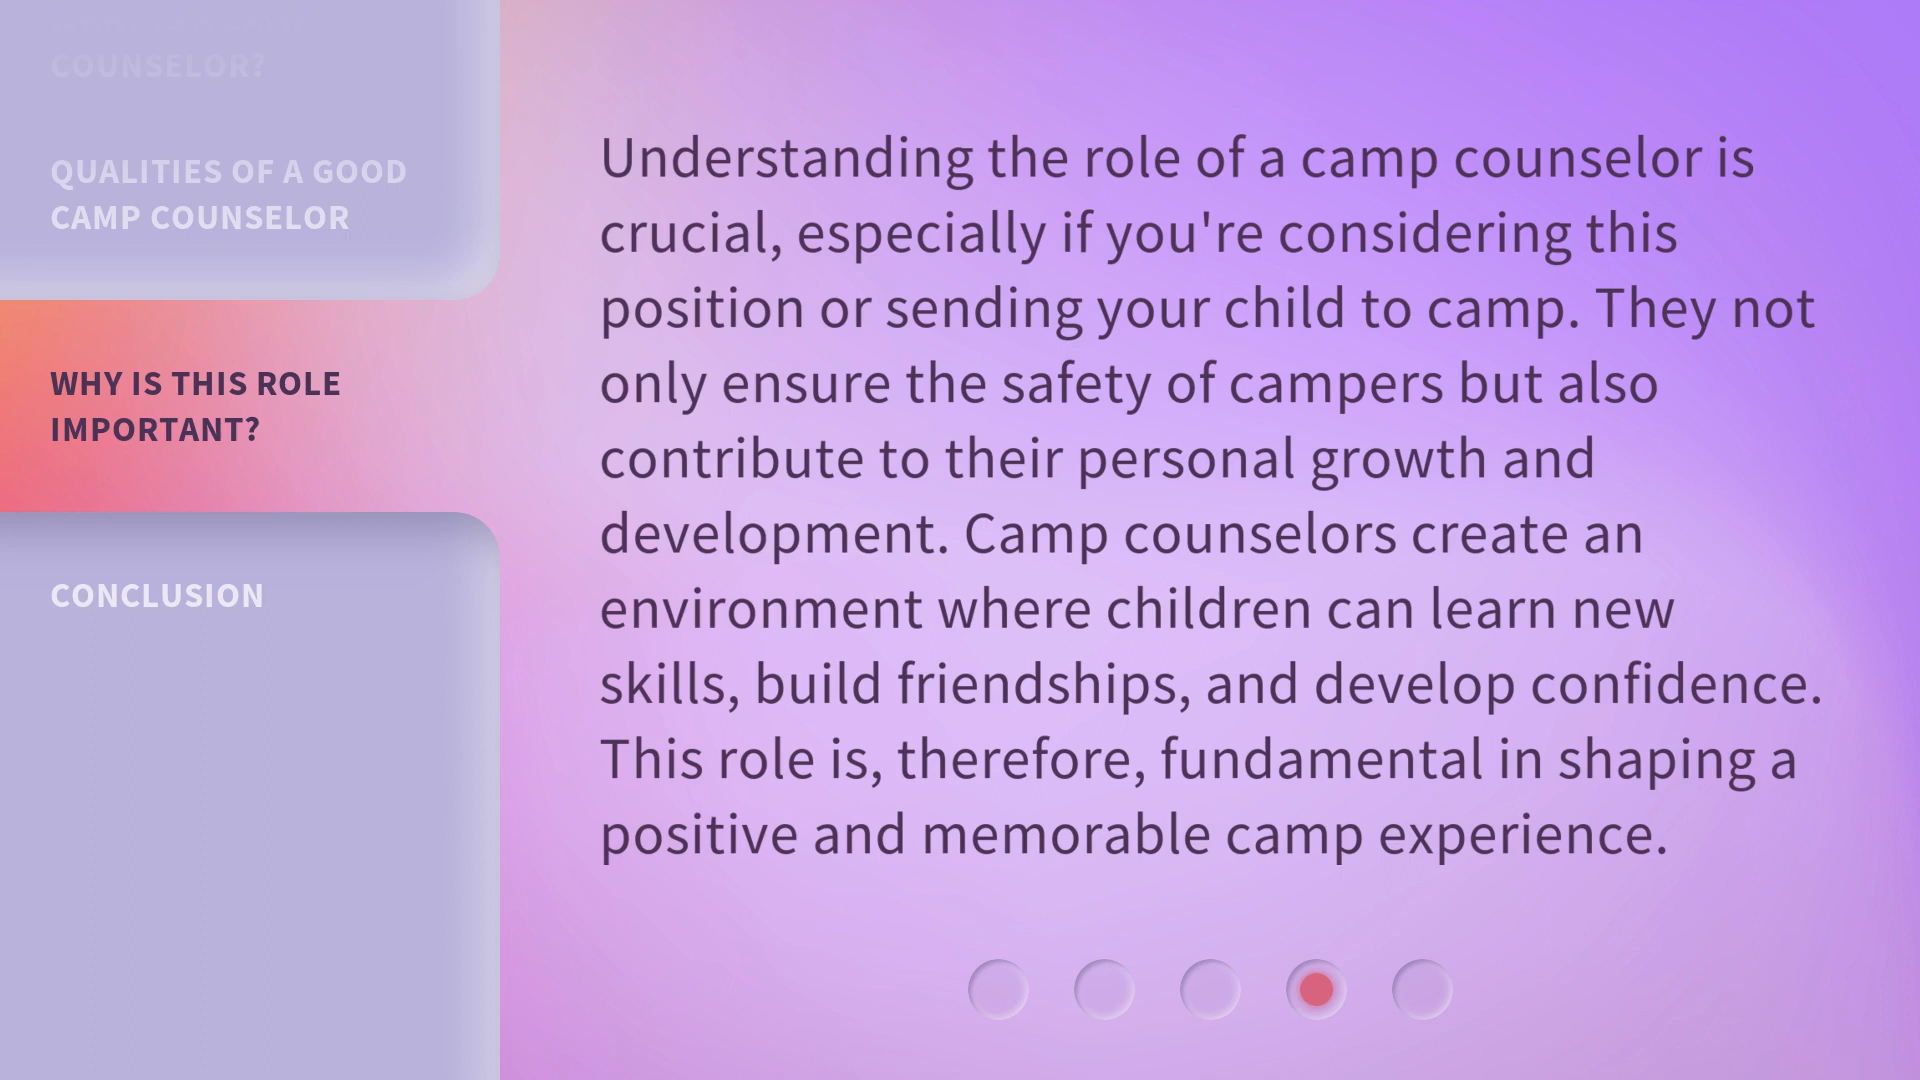 COUNSELOR?
QUALITIES OF A GOOD
CAMP COUNSELOR
WHY IS THIS ROLE
IMPORTANT?
CONCLUSION
Understanding the role of a camp counselor is
crucial, especially if you're considering this
position or sending your child to camp. They not
only ensure the safety of campers but also
contribute to their personal growth and
development. Camp counselors create an
environment where children can learn new
skills, build friendships, and develop confidence.
This role is, therefore, fundamental in shaping a
positive and memorable camp experience.